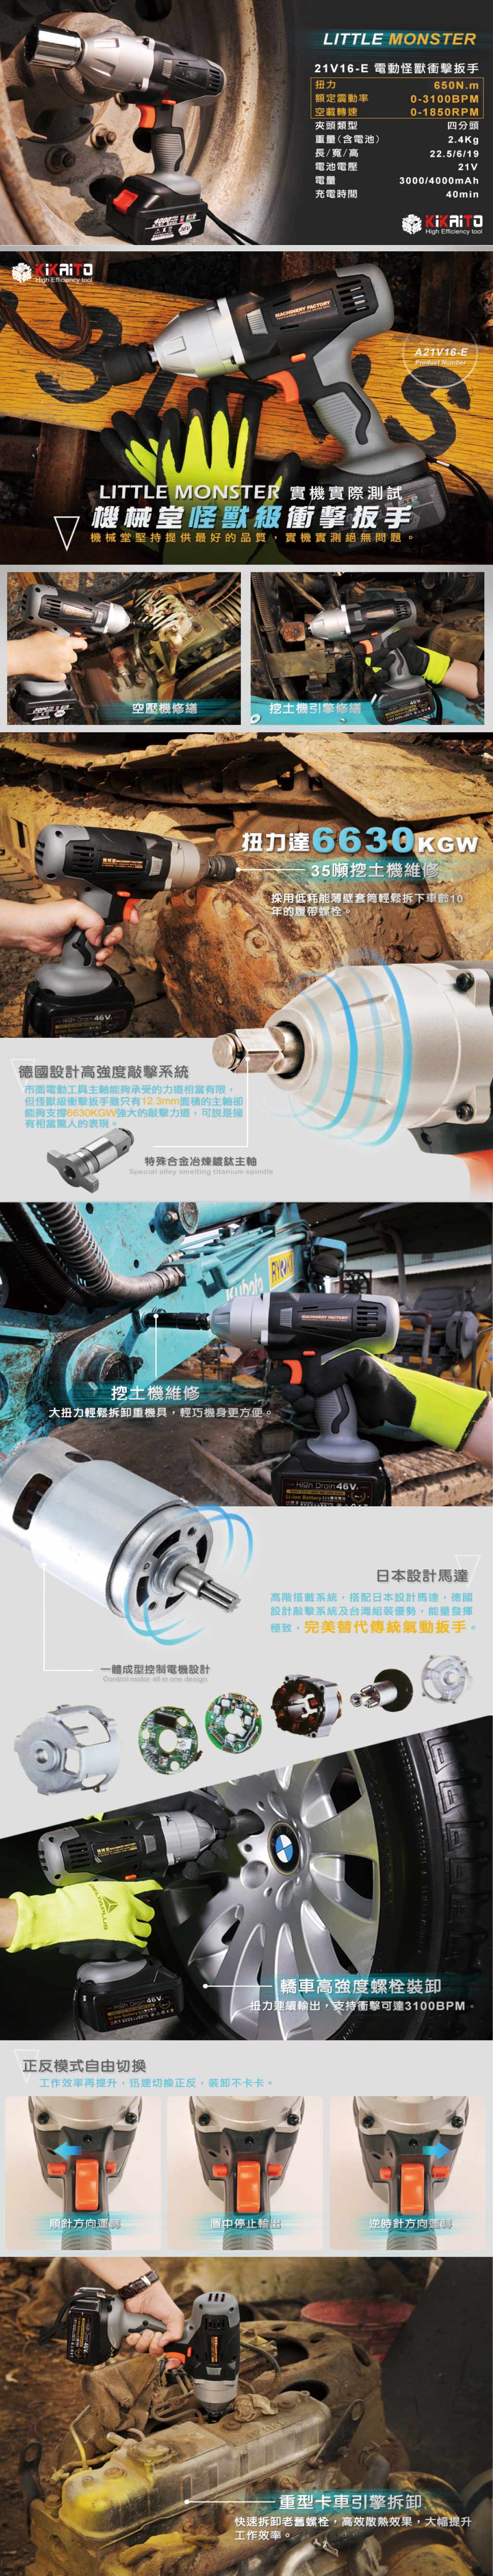 LITTLE MONSTER
21V16-E 電動怪獸衝擊扳手
扭力 650N.m
額定震動率 0-3100BPM
空載轉速 0-1850RPM
夾頭類型 四分頭
重量(含電池) 2.4Kg
長/寬/高 22.5/6/19
電池電壓 21V
電量 3000/4000mAh
充電時間 40min
KiKAiTO
High Efficiency tool
KiKAiTO
High Efficiency tool
MACHINERY FACTORY
A21V16-E
Product Number
LITTLE MONSTER 實機實際測試
機械堂怪獸級衝擊扳手
機械堂堅持提供最好的品質,實機實測絕無問題。
空壓機修繕
挖土機引擎修繕
扭力達6630KGW
35噸挖土機維修
採用低耗能薄壁套筒輕鬆拆下車齡10
年的履帶螺栓。
46V
德國設計高強度敲擊系統
市面電動工具主軸能夠承受的力道相當有限,
但怪獸級衝擊扳手雖只有12.3mm面積的主軸卻
能夠支撐6630KGW強大的敲擊力道,可說是擁
有相當驚人的表現。
特殊合金冶煉鍍鈦主軸
Special alloy smelting titanium spindle
Kubota
MACHINERY FACTORY
挖土機維修
大扭力輕鬆拆卸重機具,輕巧機身更方便。
High Drain 46V
Li-ion Battery
日本設計馬達
高階搭載系統,搭配日本設計馬達,德國
設計敲擊系統及台灣組裝優勢,能量發揮
極致,完美替代傳統氣動扳手。
一體成型控制電機設計
Control motor all in one design
46V
轎車高強度螺栓裝卸
扭力連續輸出,支持衝擊可達3100BPM。
正反模式自由切換
工作效率再提升,迅速切換正反,裝卸不卡卡。
順針方向運轉
置中停止輸出
逆時針方向運轉
重型卡車引擎拆卸
快速拆卸老舊螺栓,高效散熱效果,大幅提升
工作效率。